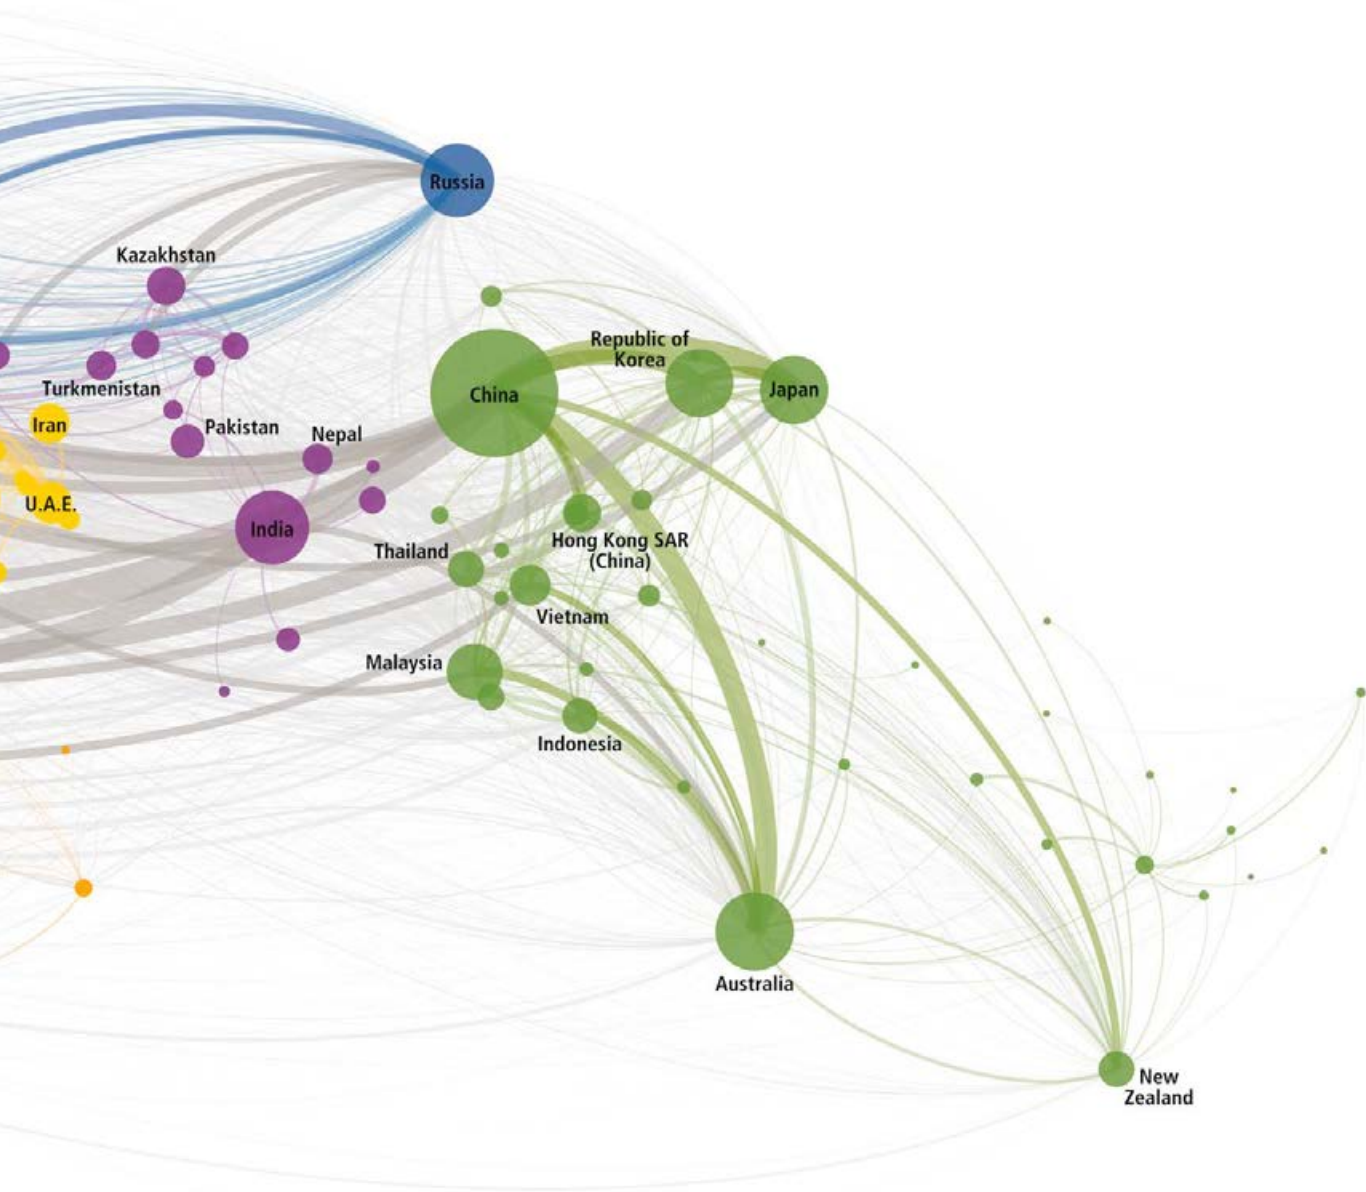 Russia
Kazakhstan
Republic of
Korea
Turkmenistan
China
Japan
Iran
Pakistan
Nepal
U.A.E.
India
Thailand
Hong Kong SAR
(China)
Vietnam
Malaysia
Indonesia
Australia
New
Zealand